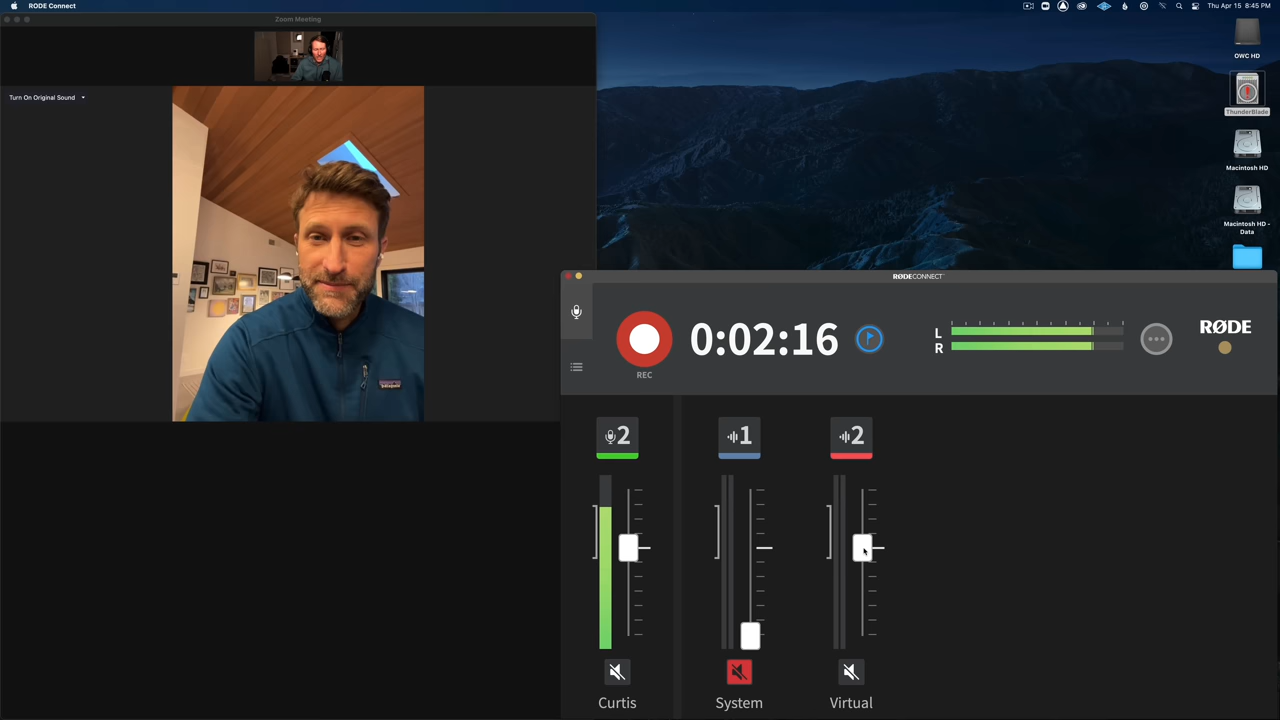 RODE Connect
Thu Apr 15 8:45 PM
Zoom Meeting
Turn On Original Sound
OWC HD
ThunderBlade
Macintosh HD
Macintosh HD -
Data
RØDECONNECT
REC
0:02:16
L
R
RØDE
2
1
2
Curtis
System
Virtual
patagonia